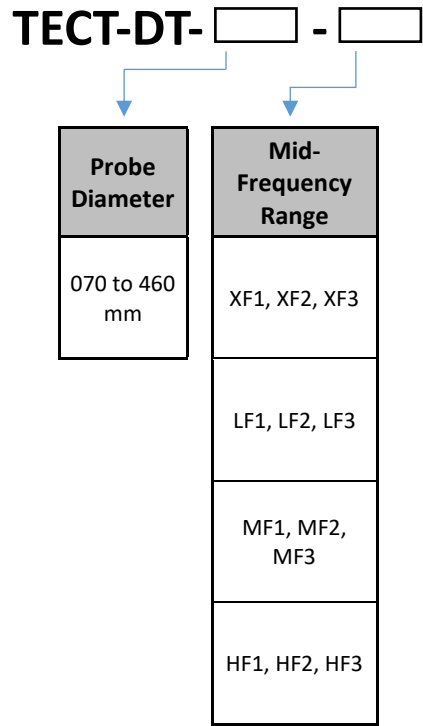 TECT-DT- -
Probe
Diameter
070 to 460
mm
Mid-
Frequency
Range
XF1, XF2, XF3
LF1, LF2, LF3
MF1, MF2,
MF3
HF1, HF2, HF3